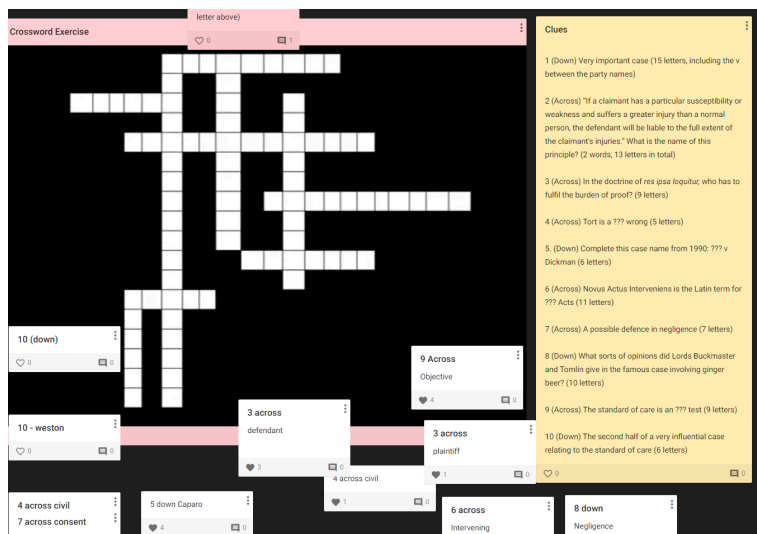 letter above)
0 1
Crossword Exercise
Clues
1 (Down) Very important case (15 letters, including the v
between the party names)
2 (Across) "If a claimant has a particular susceptibility or
weakness and suffers a greater injury than a normal
person, the defendant will be liable to the full extent of
the claimant's injuries." What is the name of this
principle? (2 words, 13 letters in total)
3 (Across) In the doctrine of res ipsa loquitur, who has to
fulfil the burden of proof? (9 letters)
4 (Across) Tort is a ??? wrong (5 letters)
5. (Down) Complete this case name from 1990: ??? v
Dickman (6 letters)
6 (Across) Novus Actus Interveniens is the Latin term for
??? Acts (11 letters)
7 (Across) A possible defence in negligence (7 letters)
8 (Down) What sorts of opinions did Lords Buckmaster
and Tomlin give in the famous case involving ginger
beer? (10 letters)
9 (Across) The standard of care is an ??? test (9 letters)
10 (Down) The second half of a very influential case
relating to the standard of care (6 letters)
0 0
10 (down)
0 0
9 Across
Objective
4 0
3 across
defendant
3 0
10 - weston
0 0
3 across
plaintiff
1 0
4 across civil
1 0
4 across civil
7 across consent
5 down Caparo
4 0
6 across
Intervening
8 down
Negligence